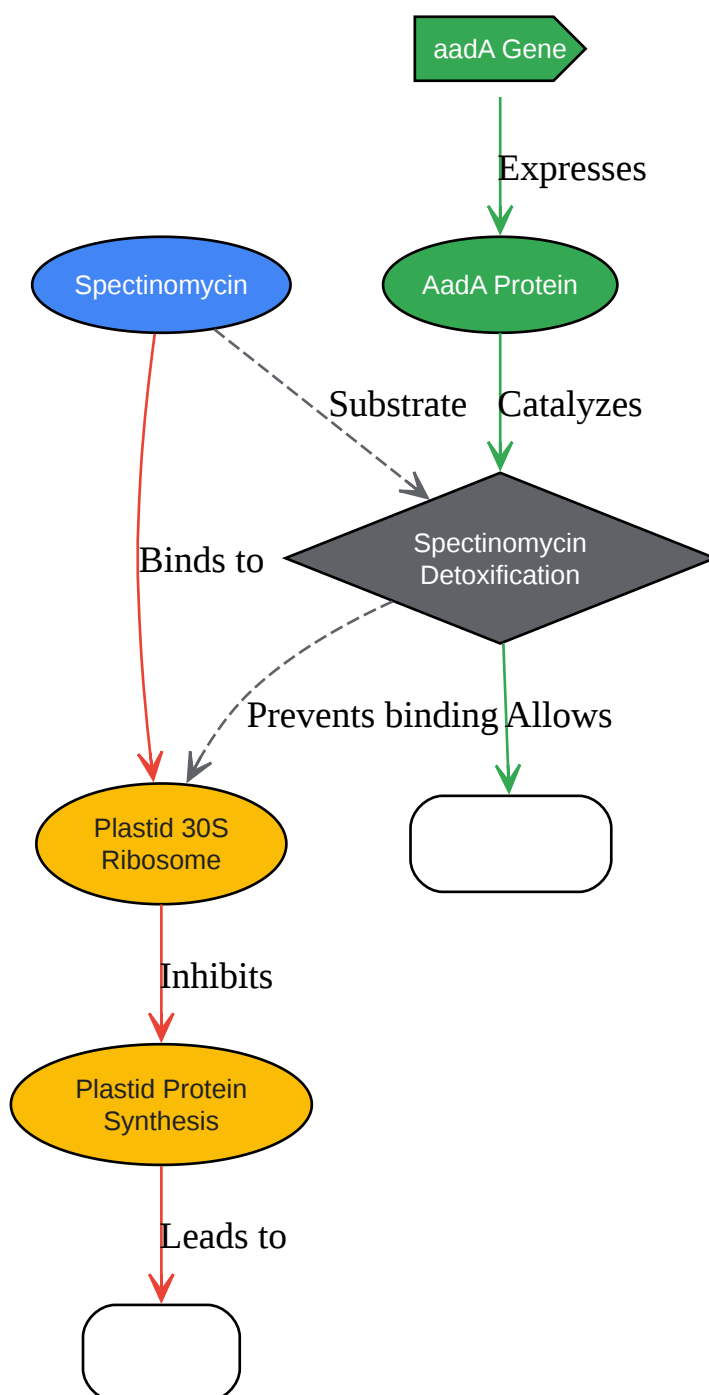 aadA Gene
Expresses
Spectinomycin
AadA Protein
Substrate
Catalyzes
Spectinomycin
Detoxification
Binds to
Prevents binding
Allows
Plastid 30S
Ribosome
Inhibits
Plastid Protein
Synthesis
Leads to